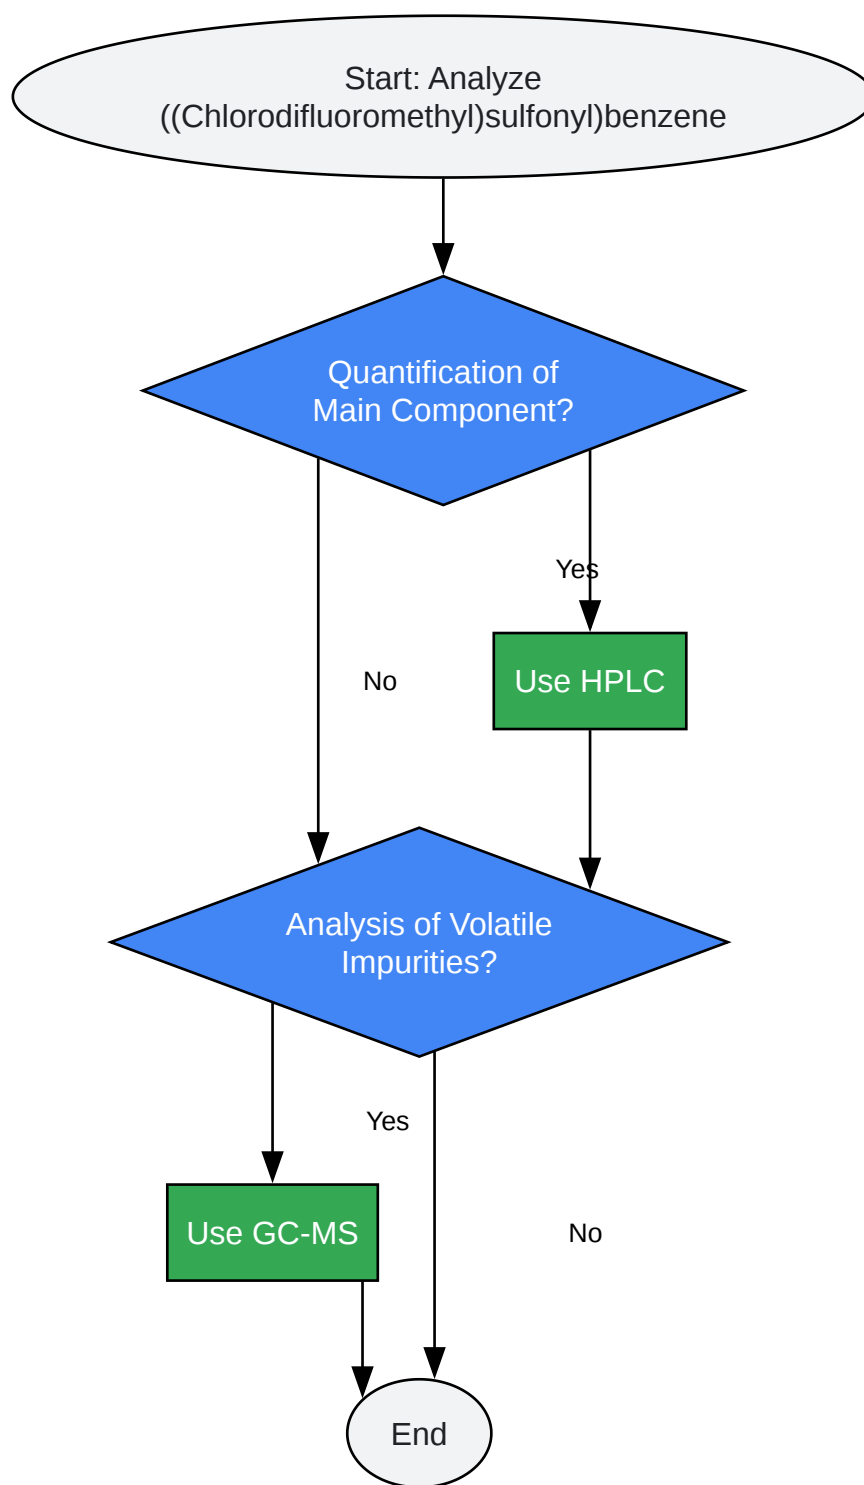 Start: Analyze
((Chlorodifluoromethyl)sulfonyl)benzene
Quantification of
Main Component?
Yes
No
Use HPLC
Analysis of Volatile
Impurities?
Yes
Use GC-MS
No
End